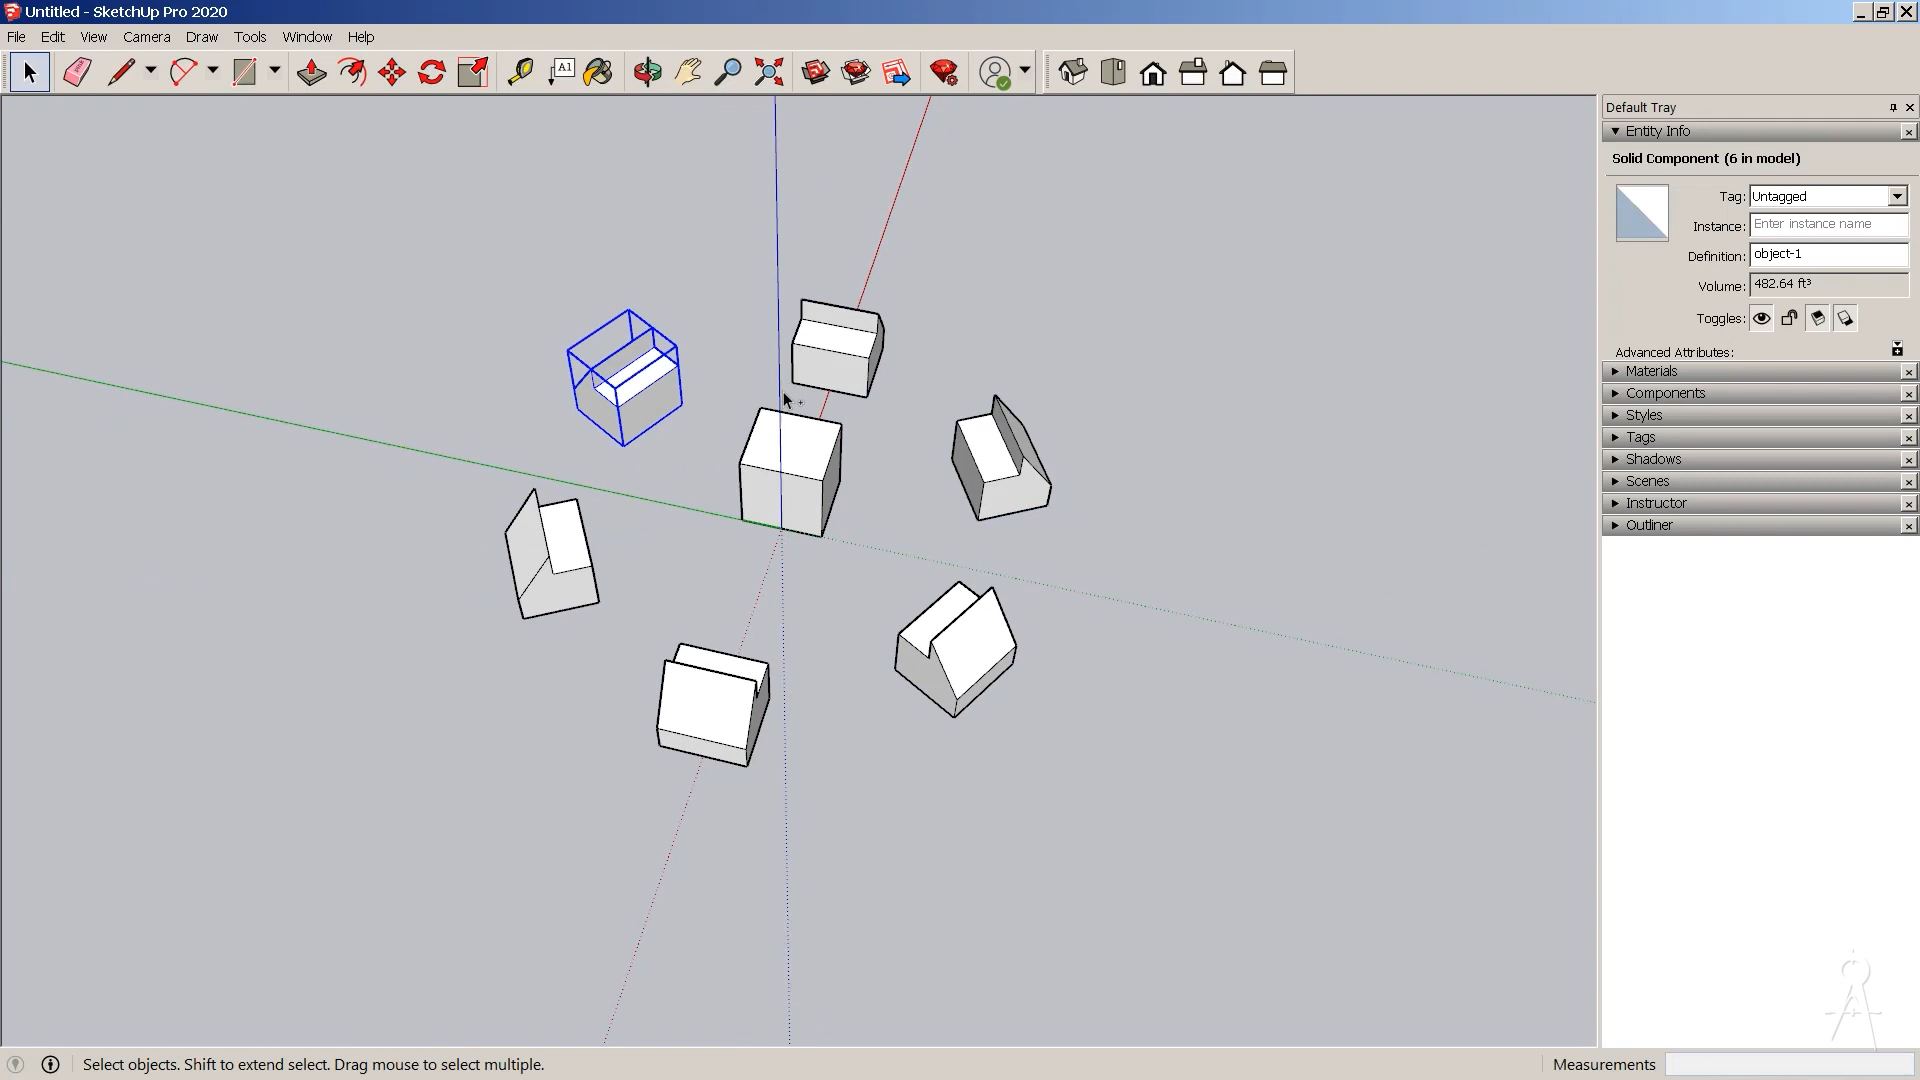 Untitled - SketchUp Pro 2020
File Edit View Camera Draw Tools Window Help
A1
Default Tray
Entity Info
Solid Component (6 in model)
Tag: Untagged
Instance: Enter instance name
Definition: object-1
Volume: 482.64 ft³
Toggles:
Advanced Attributes:
Materials
Components
Styles
Tags
Shadows
Scenes
Instructor
Outliner
Select objects. Shift to extend select. Drag mouse to select multiple.
Measurements